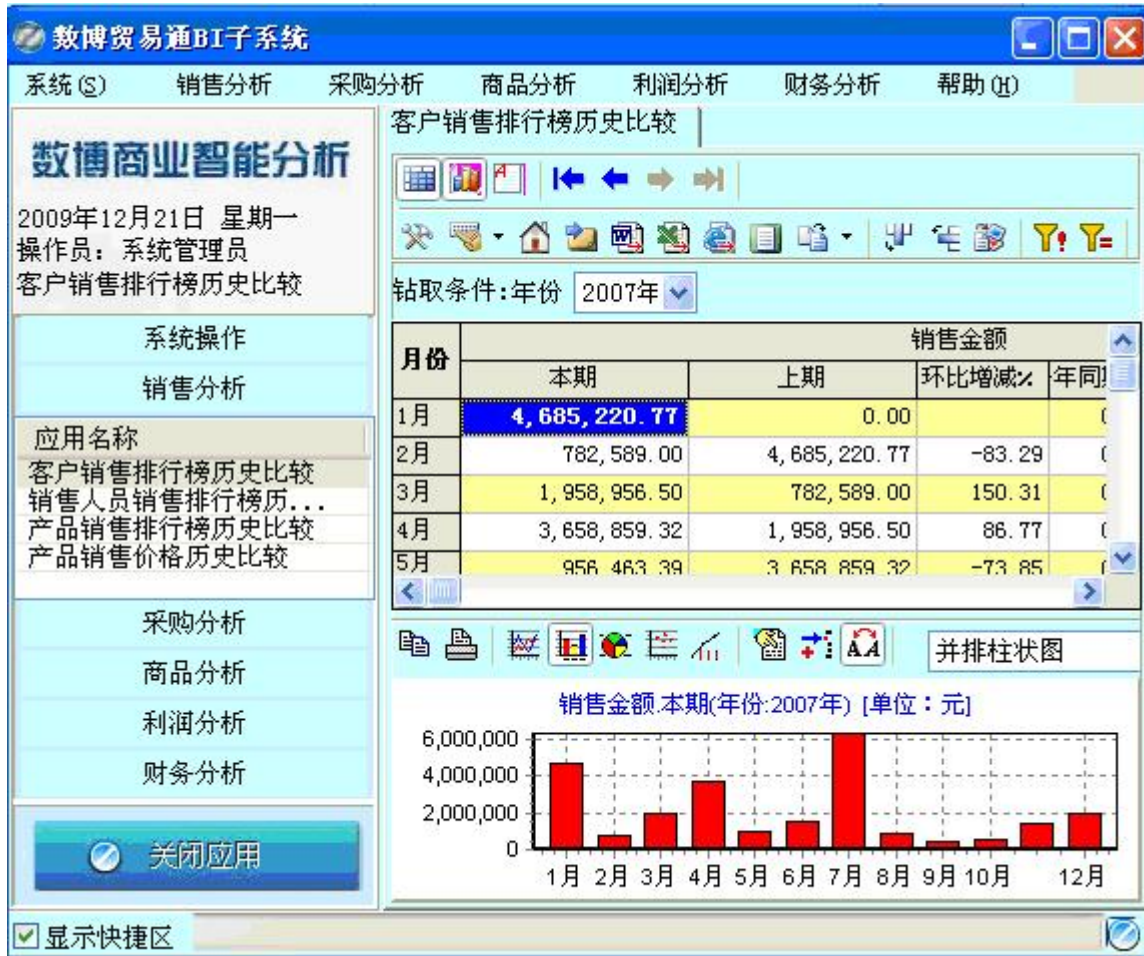 数博贸易通BI子系统
系统(S) 销售分析 采购分析 商品分析 利润分析 财务分析 帮助(H)
数博商业智能分析
2009年12月21日 星期一
操作员: 系统管理员
客户销售排行榜历史比较
系统操作
销售分析
应用名称
客户销售排行榜历史比较
销售人员销售排行榜历...
产品销售排行榜历史比较
产品销售价格历史比较
采购分析
商品分析
利润分析
财务分析
关闭应用
显示快捷区
客户销售排行榜历史比较
钻取条件:年份 2007年
月份 销售金额
本期 上期 环比增减% 年同
1月 4,685,220.77 0.00
2月 782,589.00 4,685,220.77 -83.29
3月 1,958,956.50 782,589.00 150.31
4月 3,658,859.32 1,958,956.50 86.77
5月 956,463.39 3,658,859.32 -73.85
并排柱状图
销售金额.本期(年份:2007年) [单位：元]
6,000,000
4,000,000
2,000,000
0
1月 2月 3月 4月 5月 6月 7月 8月 9月 10月 12月